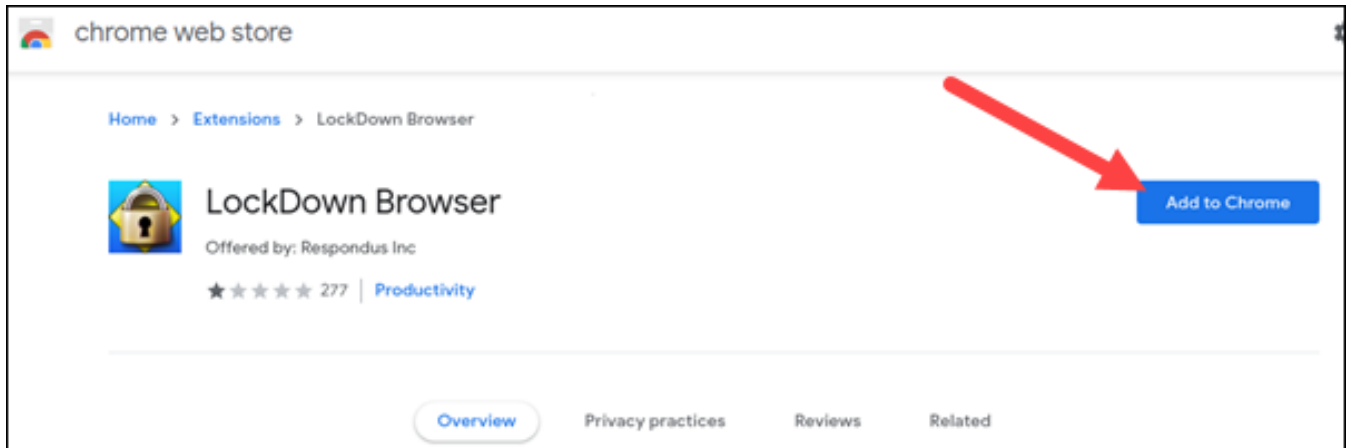 chrome web store
Home > Extensions > LockDown Browser
LockDown Browser
Add to Chrome
Offered by: Respondus Inc
277 | Productivity
Overview Privacy practices Reviews Related